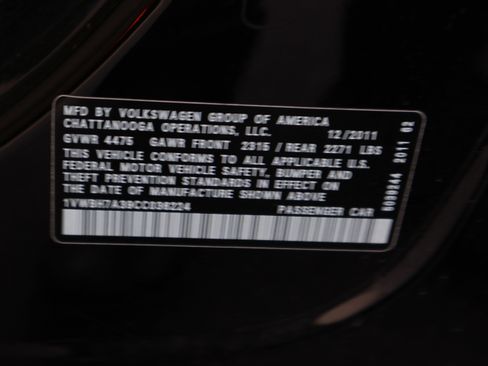 MFD BY VOLKSWAGEN GROUP OF AMERICA
CHATTANOOGA OPERATIONS, LLC. 12/2011
GVWR 4475 GAWR FRONT 2315 / REAR 2271 LBS
THIS VEHICLE CONFORMS TO ALL APPLICABLE U.S.
FEDERAL MOTOR VEHICLE SAFETY, BUMPER AND
THEFT PREVENTION STANDARDS IN EFFECT ON
THE DATE OF MANUFACTURE SHOWN ABOVE
PASSENGER CAR
2011 02